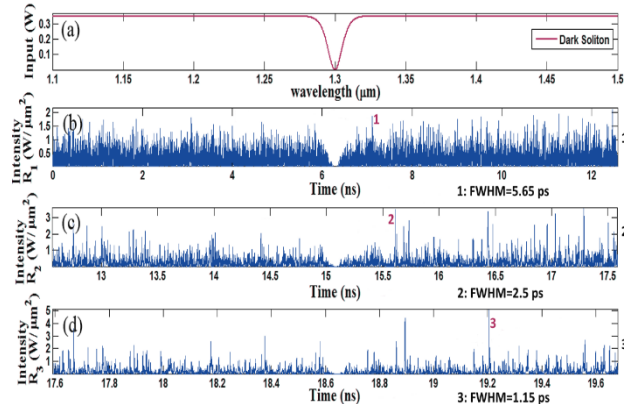 (a)
Input (W)
0.3
0.2
0.1
Dark Soliton
1.1 1.15 1.2 1.25 1.3 1.35 1.4 1.45 1.5
wavelength (μm)
(b)
Intensity
R1 (W/μm²)
2
1.5
1
0.5
1
0 2 4 6 8 10 12
Time (ns)
1: FWHM=5.65 ps
(c)
Intensity
R2 (W/μm²)
3
2
1
0
2
13 13.5 14 14.5 15 15.5 16 16.5 17 17.5
Time (ns)
2: FWHM=2.5 ps
(d)
Intensity
R3 (W/μm²)
5
4
3
2
1
0
3
17.6 17.8 18 18.2 18.4 18.6 18.8 19 19.2 19.4 19.6
Time (ns)
3: FWHM=1.15 ps